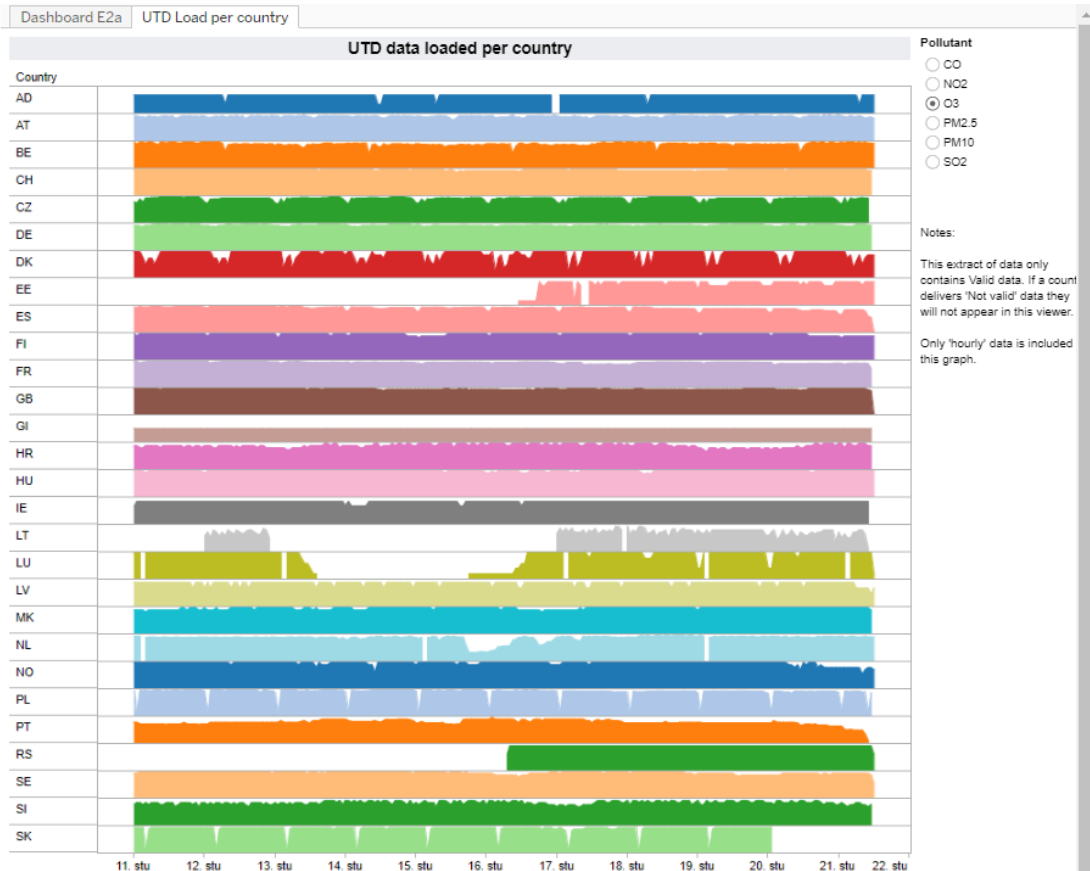 Dashboard E2a
UTD Load per country
UTD data loaded per country
Country
AD
AT
BE
CH
CZ
DE
DK
EE
ES
FI
FR
GB
GI
HR
HU
IE
LT
LU
LV
MK
NL
NO
PL
PT
RS
SE
SI
SK
11. stu 12. stu 13. stu 14. stu 15. stu 16. stu 17. stu 18. stu 19. stu 20. stu 21. stu 22. stu
Pollutant
CO
NO2
O3
PM2.5
PM10
SO2
Notes:
This extract of data only
contains Valid data. If a count
delivers 'Not valid' data they
will not appear in this viewer.
Only 'hourly' data is included
this graph.